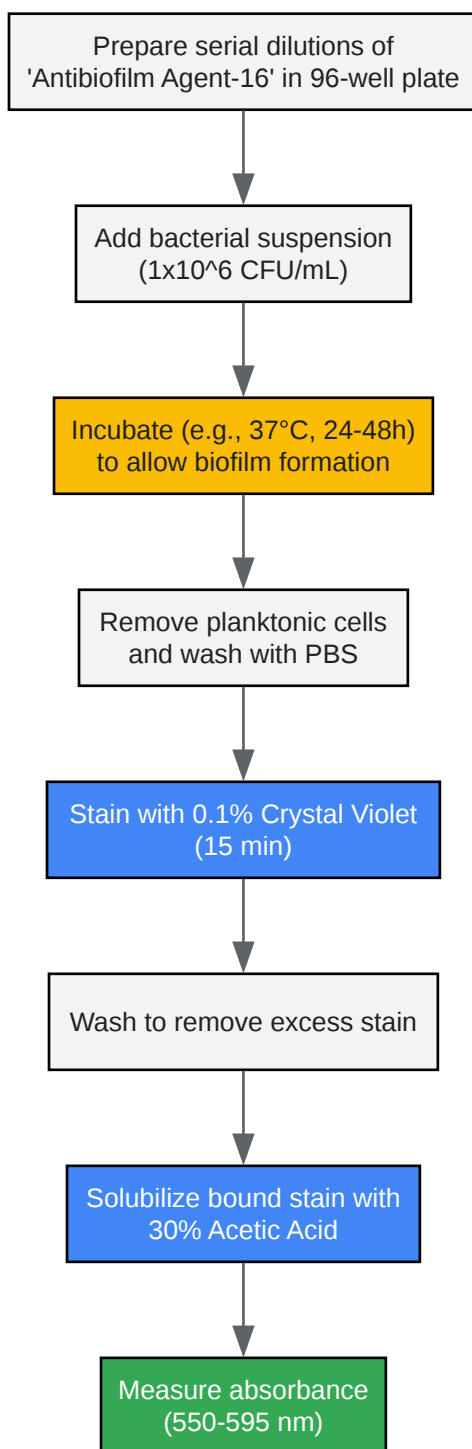 Prepare serial dilutions of
'Antibiofilm Agent-16' in 96-well plate
Add bacterial suspension
(1x10^6 CFU/mL)
Incubate (e.g., 37°C, 24-48h)
to allow biofilm formation
Remove planktonic cells
and wash with PBS
Stain with 0.1% Crystal Violet
(15 min)
Wash to remove excess stain
Solubilize bound stain with
30% Acetic Acid
Measure absorbance
(550-595 nm)